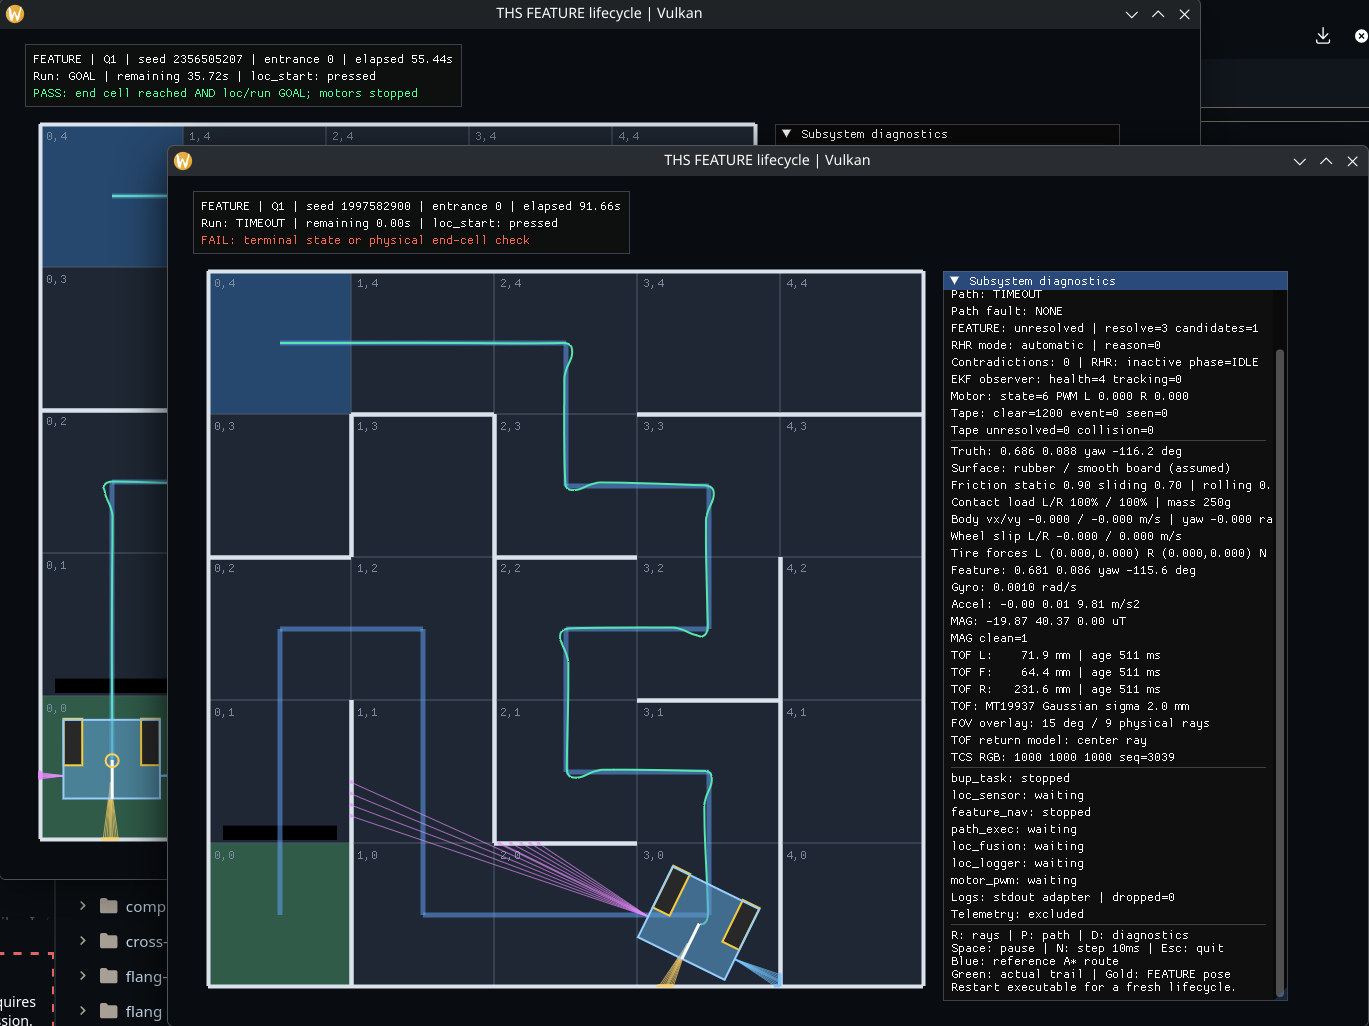 THS FEATURE lifecycle | Vulkan
FEATURE | Q1 | seed 2356505207 | entrance 0 | elapsed 55.44s
Run: GOAL | remaining 35.72s | loc_start: pressed
PASS: end cell reached AND loc/run GOAL; motors stopped
0,4
1,4
2,4
3,4
4,4
▼ Subsystem diagnostics
0,3
0,2
0,1
0,0
THS FEATURE lifecycle | Vulkan
FEATURE | Q1 | seed 1997582900 | entrance 0 | elapsed 91.66s
Run: TIMEOUT | remaining 0.00s | loc_start: pressed
FAIL: terminal state or physical end-cell check
0,4
1,4
2,4
3,4
4,4
0,3
1,3
2,3
3,3
4,3
0,2
1,2
2,2
3,2
4,2
0,1
1,1
2,1
3,1
4,1
0,0
1,0
2,0
3,0
4,0
▼ Subsystem diagnostics
Path: TIMEOUT
Path fault: NONE
FEATURE: unresolved | resolve=3 candidates=1
RHR mode: automatic | reason=0
Contradictions: 0 | RHR: inactive phase=IDLE
EKF observer: health=4 tracking=0
Motor: state=6 PWM L 0.000 R 0.000
Tape: clear=1200 event=0 seen=0
Tape unresolved=0 collision=0
Truth: 0.686 0.088 yaw -116.2 deg
Surface: rubber / smooth board (assumed)
Friction static 0.90 sliding 0.70 | rolling 0.
Contact load L/R 100% / 100% | mass 250g
Body vx/vy -0.000 / -0.000 m/s | yaw -0.000 ra
Wheel slip L/R -0.000 / 0.000 m/s
Tire forces L (0.000,0.000) R (0.000,0.000) N
Feature: 0.681 0.086 yaw -115.6 deg
Gyro: 0.0010 rad/s
Accel: -0.00 0.01 9.81 m/s2
MAG: -19.87 40.37 0.00 uT
MAG clean=1
TOF L: 71.9 mm | age 511 ms
TOF F: 64.4 mm | age 511 ms
TOF R: 231.6 mm | age 511 ms
TOF: MT19937 Gaussian sigma 2.0 mm
FOV overlay: 15 deg / 9 physical rays
TOF return model: center ray
TCS RGB: 1000 1000 1000 seq=3039
bup_task: stopped
loc_sensor: waiting
feature_nav: stopped
path_exec: waiting
loc_fusion: waiting
loc_logger: waiting
motor_pwm: waiting
Logs: stdout adapter | dropped=0
Telemetry: excluded
R: rays | P: path | D: diagnostics
Space: pause | N: step 10ms | Esc: quit
Blue: reference A* route
Green: actual trail | Gold: FEATURE pose
Restart executable for a fresh lifecycle.
comp
cross-
flang-
flang
quires
sion.